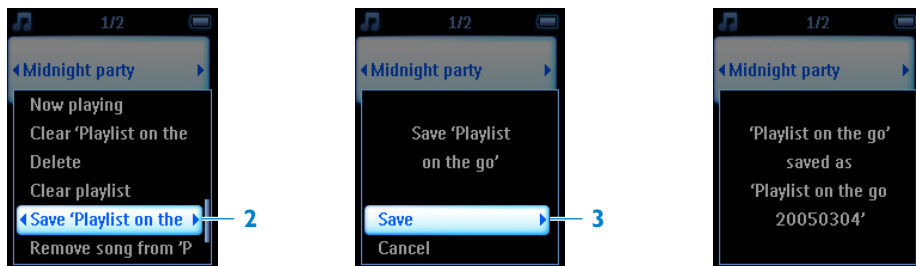 1/2
Midnight party
Now playing
Clear ‘Playlist on the
Delete
Clear playlist
Save ‘Playlist on the
Remove song from ’P
2
1/2
Midnight party
Save ‘Playlist
on the go’
Save
Cancel
3
1/2
Midnight party
‘Playlist on the go’
saved as
‘Playlist on the go
20050304’